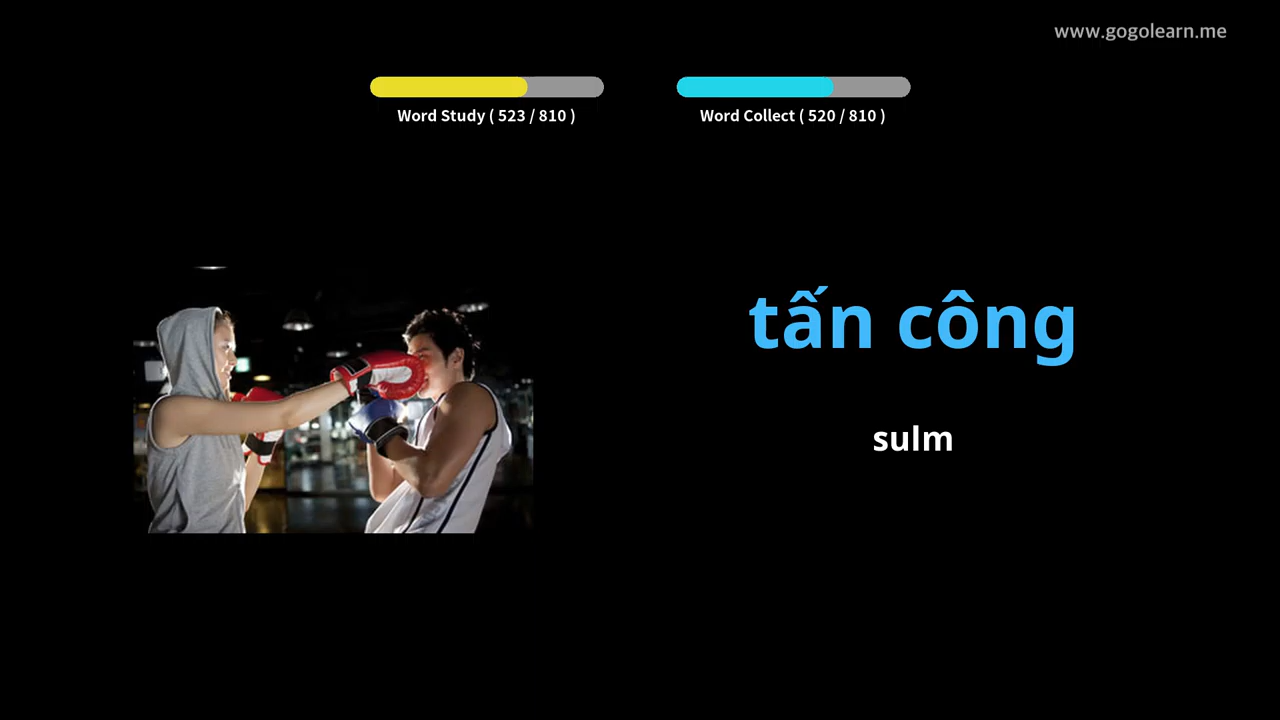 www.gogolearn.me
Word Study ( 523 / 810 )
Word Collect ( 520 / 810 )
tấn công
sulm